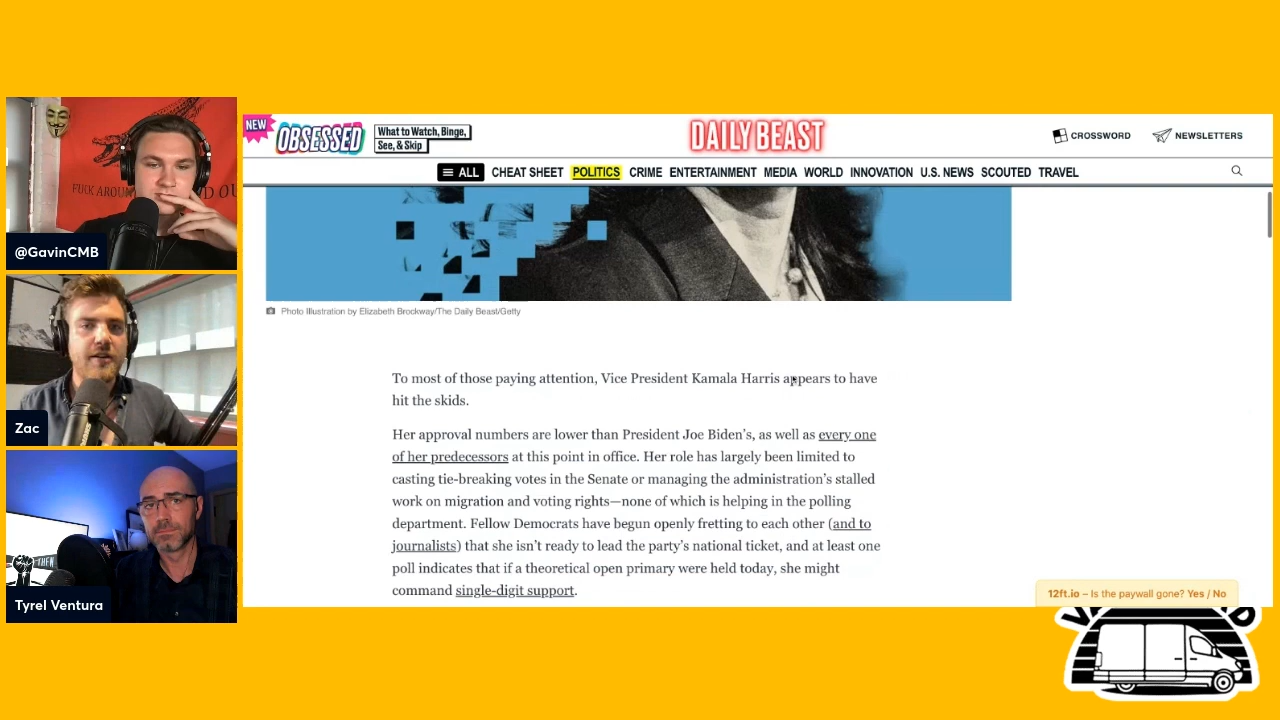 FUCK AROUN D OU
@GavinCMB
Zac
Tyrel Ventura
NEW
OBSESSED
What to Watch, Binge,
See, & Skip
DAILY BEAST
CROSSWORD
NEWSLETTERS
ALL CHEAT SHEET POLITICS CRIME ENTERTAINMENT MEDIA WORLD INNOVATION U.S. NEWS SCOUTED TRAVEL
Photo Illustration by Elizabeth Brockway/The Daily Beast/Getty
To most of those paying attention, Vice President Kamala Harris appears to have
hit the skids.
Her approval numbers are lower than President Joe Biden’s, as well as every one
of her predecessors at this point in office. Her role has largely been limited to
casting tie-breaking votes in the Senate or managing the administration’s stalled
work on migration and voting rights—none of which is helping in the polling
department. Fellow Democrats have begun openly fretting to each other (and to
journalists) that she isn’t ready to lead the party’s national ticket, and at least one
poll indicates that if a theoretical open primary were held today, she might
command single-digit support.
12ft.io – Is the paywall gone? Yes / No